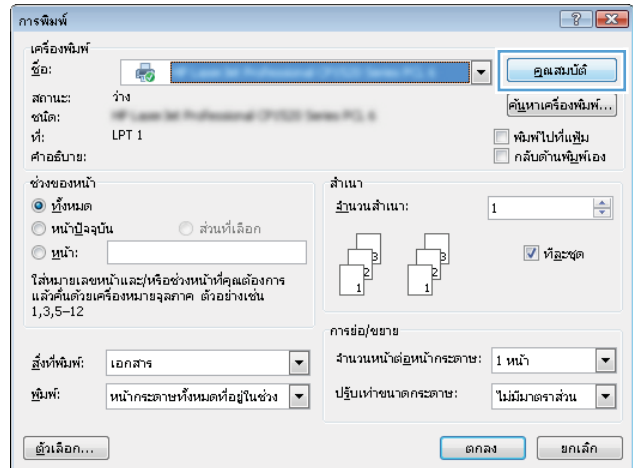 การพิมพ์
เครื่องพิมพ์
ชื่อ:
คุณสมบัติ
สถานะ: ว่าง
ค้นหาเครื่องพิมพ์...
ชนิด:
ที่: LPT 1
พิมพ์ไปที่แฟ้ม
คำอธิบาย:
กลับด้านพิมพ์เอง
ช่วงของหน้า
ทั้งหมด
หน้าปัจจุบัน ส่วนที่เลือก
หน้า:
ใส่หมายเลขหน้าและ/หรือช่วงหน้าที่คุณต้องการ
แล้วคั่นด้วยเครื่องหมายจุลภาค ตัวอย่างเช่น
1,3,5–12
สำเนา
จำนวนสำเนา: 1
3 3
2 2
1 1
ทีละชุด
สิ่งที่พิมพ์: เอกสาร
พิมพ์: หน้ากระดาษทั้งหมดที่อยู่ในช่วง
การย่อ/ขยาย
จำนวนหน้าต่อหน้ากระดาษ: 1 หน้า
ปรับเท่าขนาดกระดาษ: ไม่มีมาตราส่วน
ตัวเลือก...
ตกลง
ยกเลิก